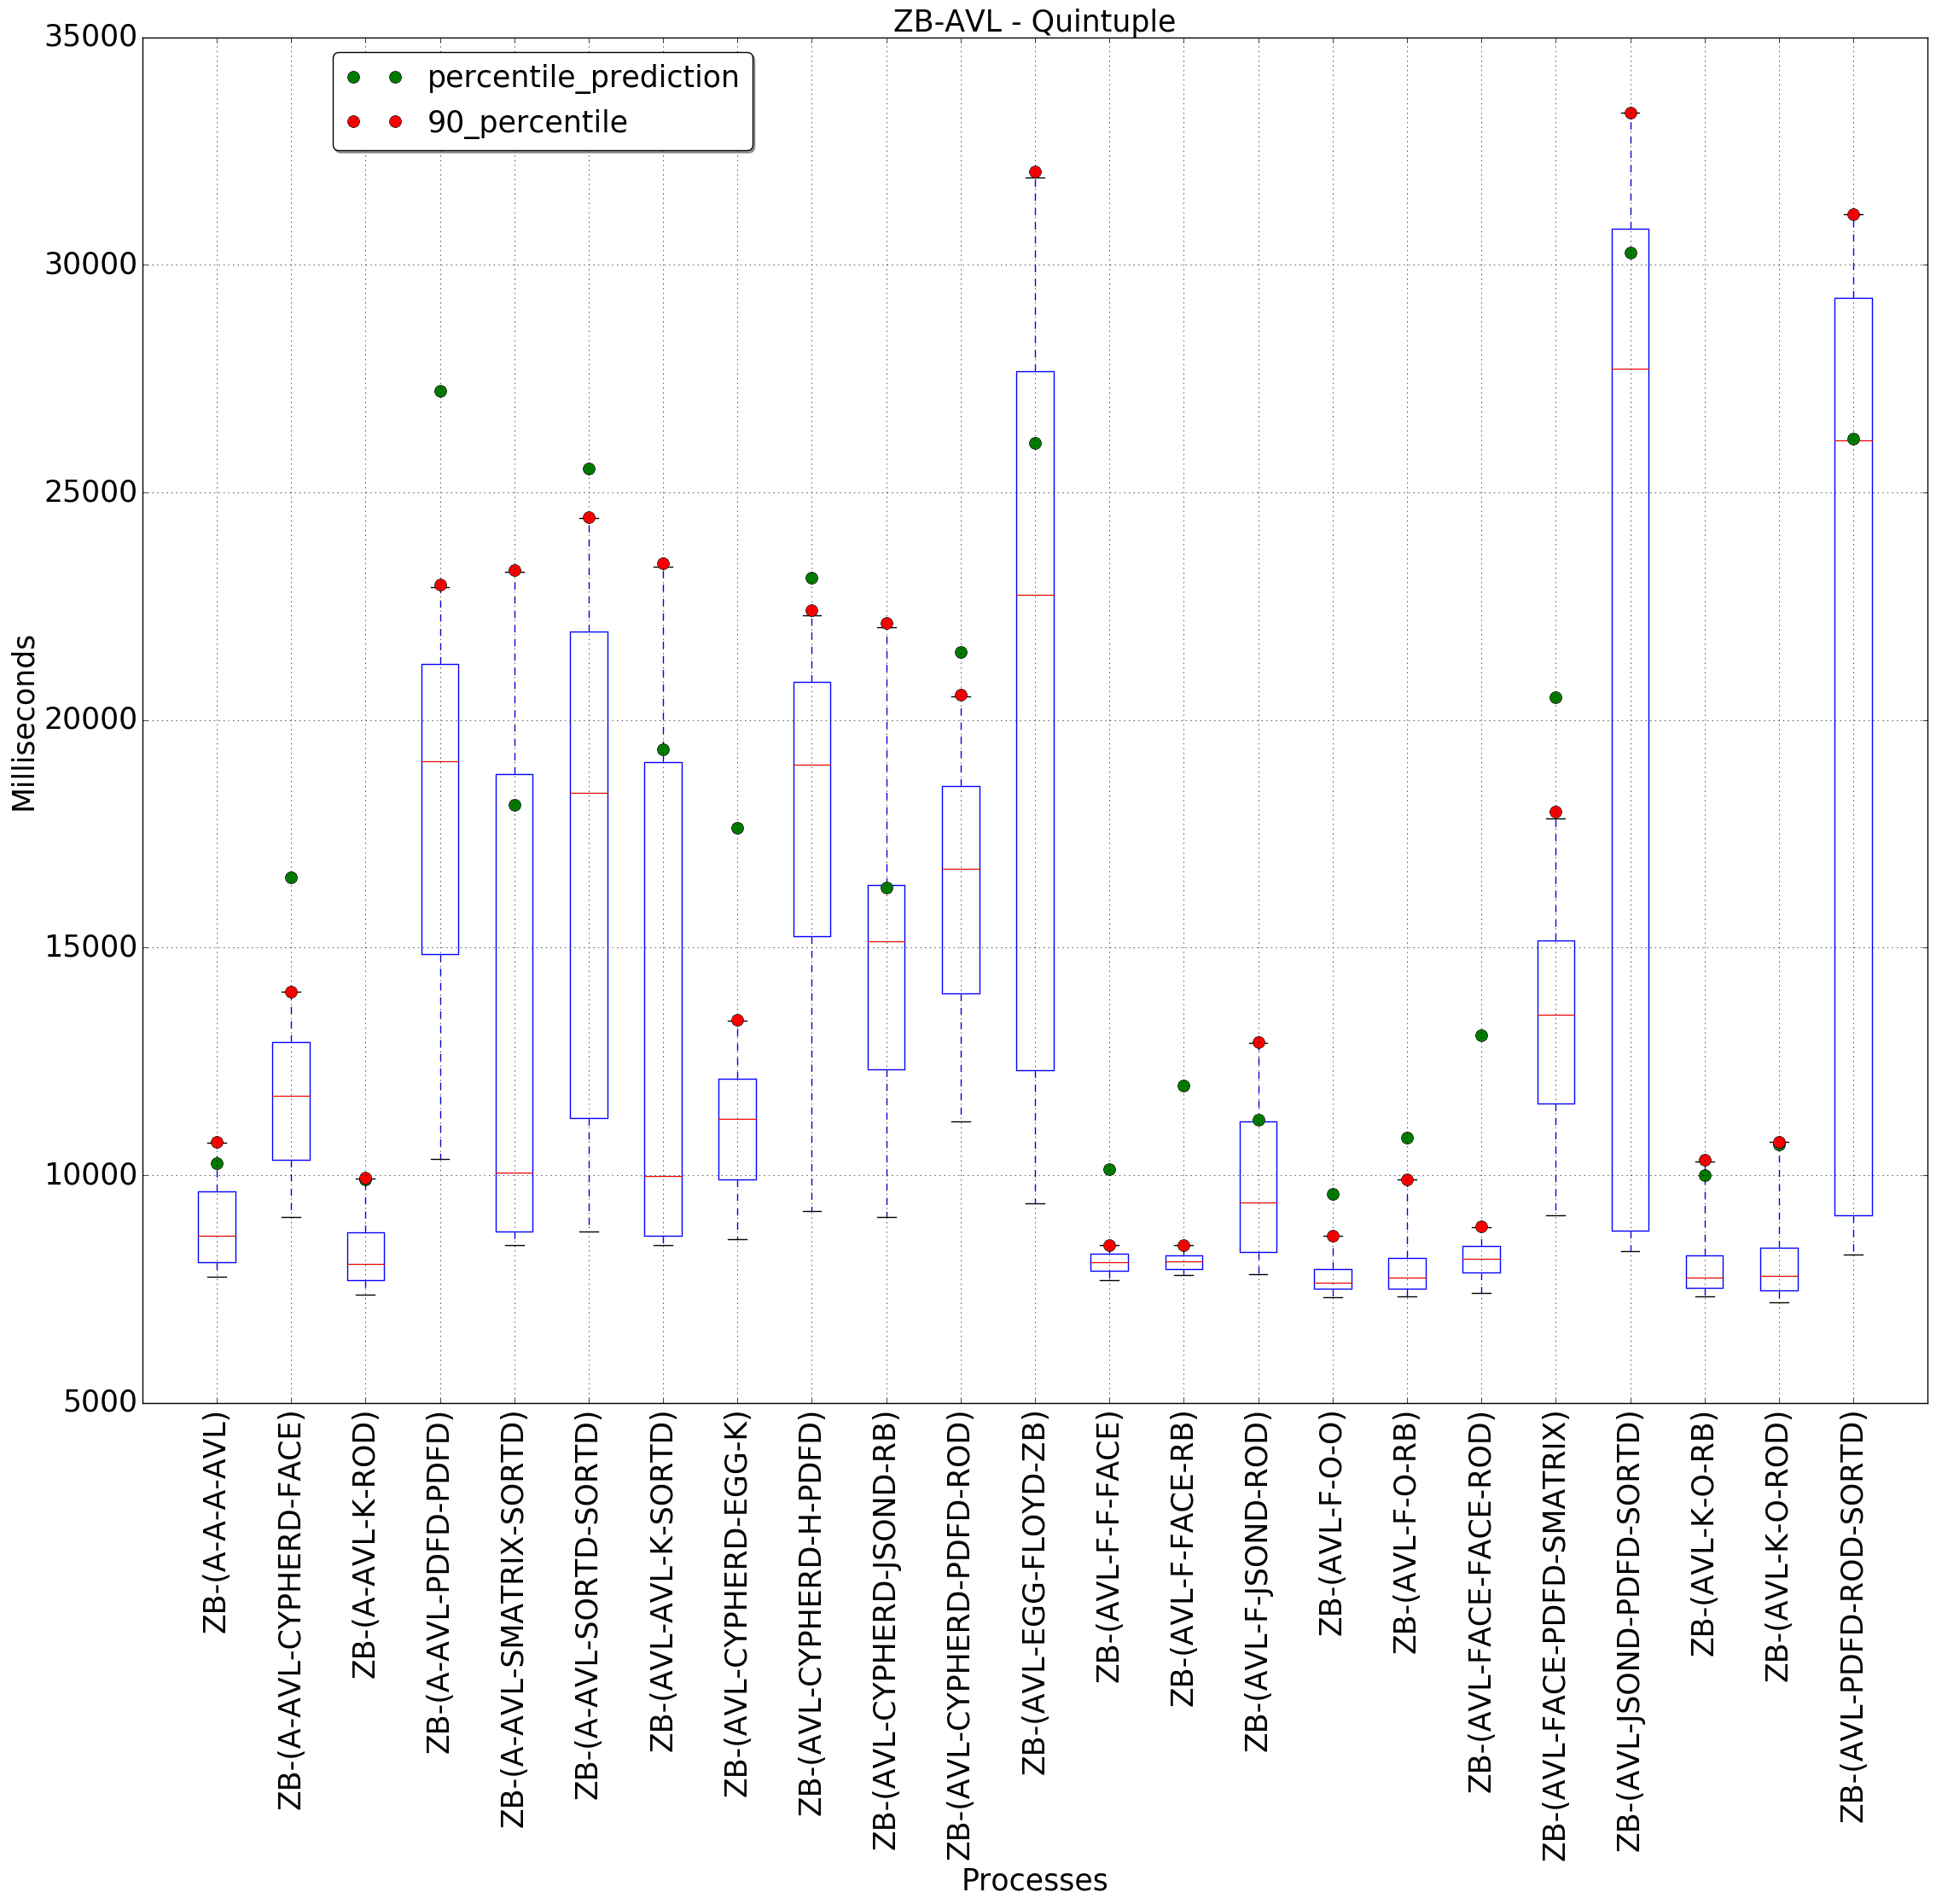 ZB-AVL - Quintuple
35000
30000
25000
20000
15000
10000
5000
Milliseconds
percentile_prediction
90_percentile
ZB-(A-A-A-AVL)
ZB-(A-AVL-CYPHERD-FACE)
ZB-(A-AVL-K-ROD)
ZB-(A-AVL-PDFD-PDFD)
ZB-(A-AVL-SMATRIX-SORTD)
ZB-(A-AVL-SORTD-SORTD)
ZB-(AVL-AVL-K-SORTD)
ZB-(AVL-CYPHERD-EGG-K)
ZB-(AVL-CYPHERD-H-PDFD)
ZB-(AVL-CYPHERD-JSOND-RB)
ZB-(AVL-CYPHERD-PDFD-ROD)
ZB-(AVL-EGG-FLOYD-ZB)
ZB-(AVL-F-F-FACE)
ZB-(AVL-F-FACE-RB)
ZB-(AVL-F-JSOND-ROD)
ZB-(AVL-F-O-O)
ZB-(AVL-F-O-RB)
ZB-(AVL-FACE-FACE-ROD)
ZB-(AVL-FACE-PDFD-SMATRIX)
ZB-(AVL-JSOND-PDFD-SORTD)
ZB-(AVL-K-O-RB)
ZB-(AVL-K-O-ROD)
ZB-(AVL-PDFD-ROD-SORTD)
Processes